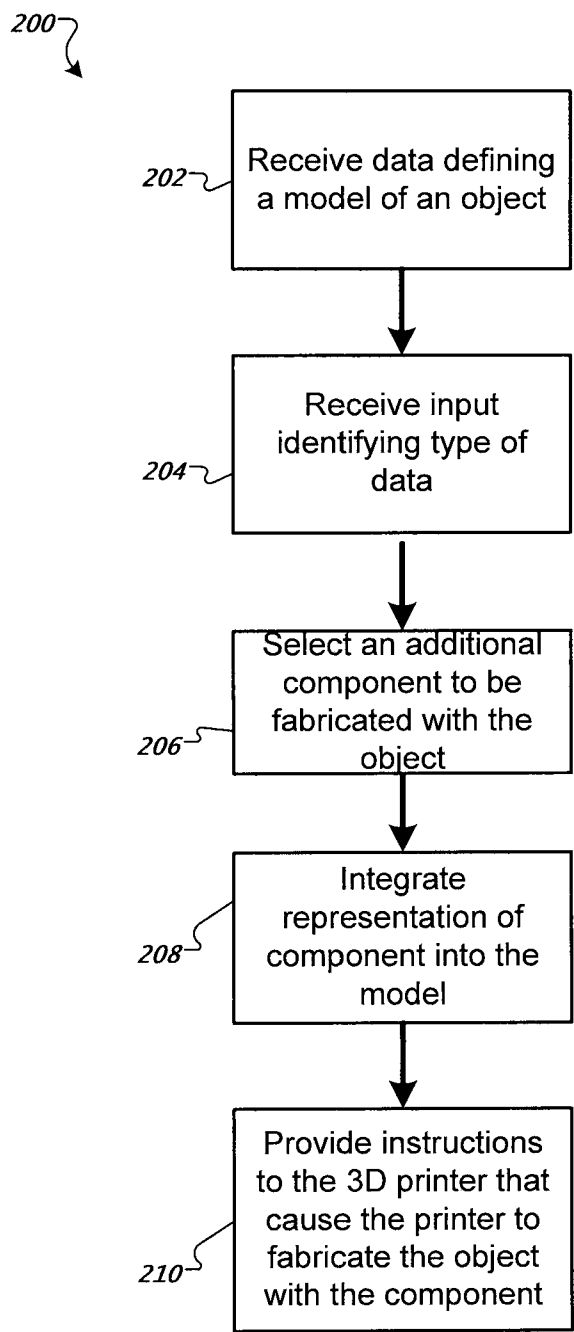 200
202
Receive data defining
a model of an object
204
Receive input
identifying type of
data
206
Select an additional
component to be
fabricated with the
object
208
Integrate
representation of
component into the
model
210
Provide instructions
to the 3D printer that
cause the printer to
fabricate the object
with the component